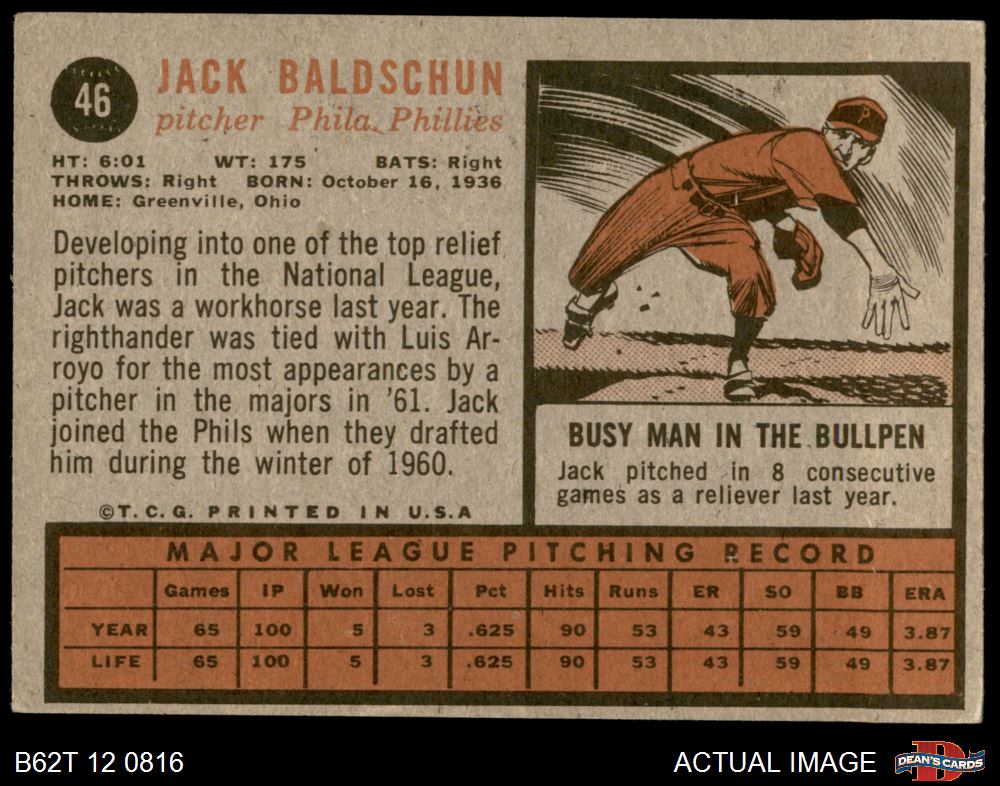 46
JACK BALDSCHUN
pitcher Phila. Phillies
HT: 6:01 WT: 175 BATS: Right
THROWS: Right BORN: October 16, 1936
HOME: Greenville, Ohio
Developing into one of the top relief
pitchers in the National League,
Jack was a workhorse last year. The
righthander was tied with Luis Ar-
royo for the most appearances by a
pitcher in the majors in '61. Jack
joined the Phils when they drafted
him during the winter of 1960.
©T.C.G. PRINTED IN U.S.A
P
BUSY MAN IN THE BULLPEN
Jack pitched in 8 consecutive
games as a reliever last year.
MAJOR LEAGUE PITCHING RECORD
Games IP Won Lost Pct Hits Runs ER SO BB ERA
YEAR 65 100 5 3 .625 90 53 43 59 49 3.87
LIFE 65 100 5 3 .625 90 53 43 59 49 3.87
B62T 12 0816
ACTUAL IMAGE
D
DEAN'S CARDS